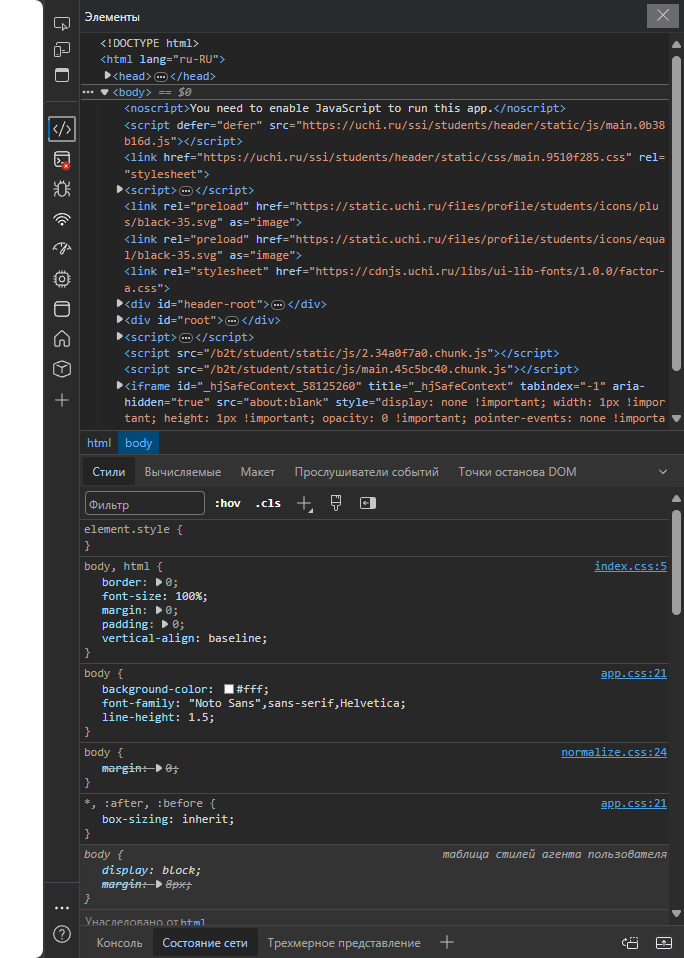 Элементы
<!DOCTYPE html>
<html lang="ru-RU">
<head>…</head>
… <body> == $0
<noscript>You need to enable JavaScript to run this app.</noscript>
<script defer="defer" src="https://uchi.ru/ssi/students/header/static/js/main.0b38
b16d.js"></script>
<link href="https://uchi.ru/ssi/students/header/static/css/main.9510f285.css" rel=
"stylesheet">
<script>…</script>
<link rel="preload" href="https://static.uchi.ru/files/profile/students/icons/plu
s/black-35.svg" as="image">
<link rel="preload" href="https://static.uchi.ru/files/profile/students/icons/equa
l/black-35.svg" as="image">
<link rel="stylesheet" href="https://cdnjs.uchi.ru/libs/ui-lib-fonts/1.0.0/factor-
a.css">
<div id="header-root">…</div>
<div id="root">…</div>
<script>…</script>
<script src="/b2t/student/static/js/2.34a0f7a0.chunk.js"></script>
<script src="/b2t/student/static/js/main.45c5bc40.chunk.js"></script>
<iframe id="_hjSafeContext_58125260" title="_hjSafeContext" tabindex="-1" aria-
hidden="true" src="about:blank" style="display: none !important; width: 1px !impor
tant; height: 1px !important; opacity: 0 !important; pointer-events: none !importa
html body
Стили Вычисляемые Макет Прослушиватели событий Точки останова DOM
Фильтр :hov .cls
element.style {
}
body, html { index.css:5
border: 0;
font-size: 100%;
margin: 0;
padding: 0;
vertical-align: baseline;
}
body { app.css:21
background-color: #fff;
font-family: "Noto Sans",sans-serif,Helvetica;
line-height: 1.5;
}
body { normalize.css:24
margin: 0;
}
*, :after, :before { app.css:21
box-sizing: inherit;
}
body { таблица стилей агента пользователя
display: block;
margin: 8px;
}
Унаследовано от html
Консоль Состояние сети Трехмерное представление